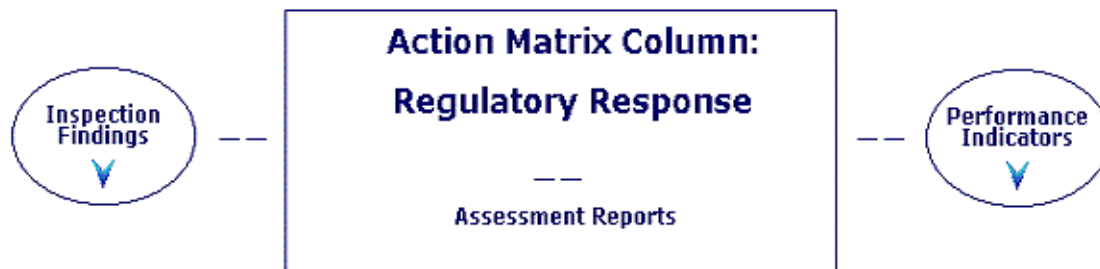 Action Matrix Column:
Regulatory Response
Inspection
Findings
— —
— —
Performance
Indicators
— —
Assessment Reports